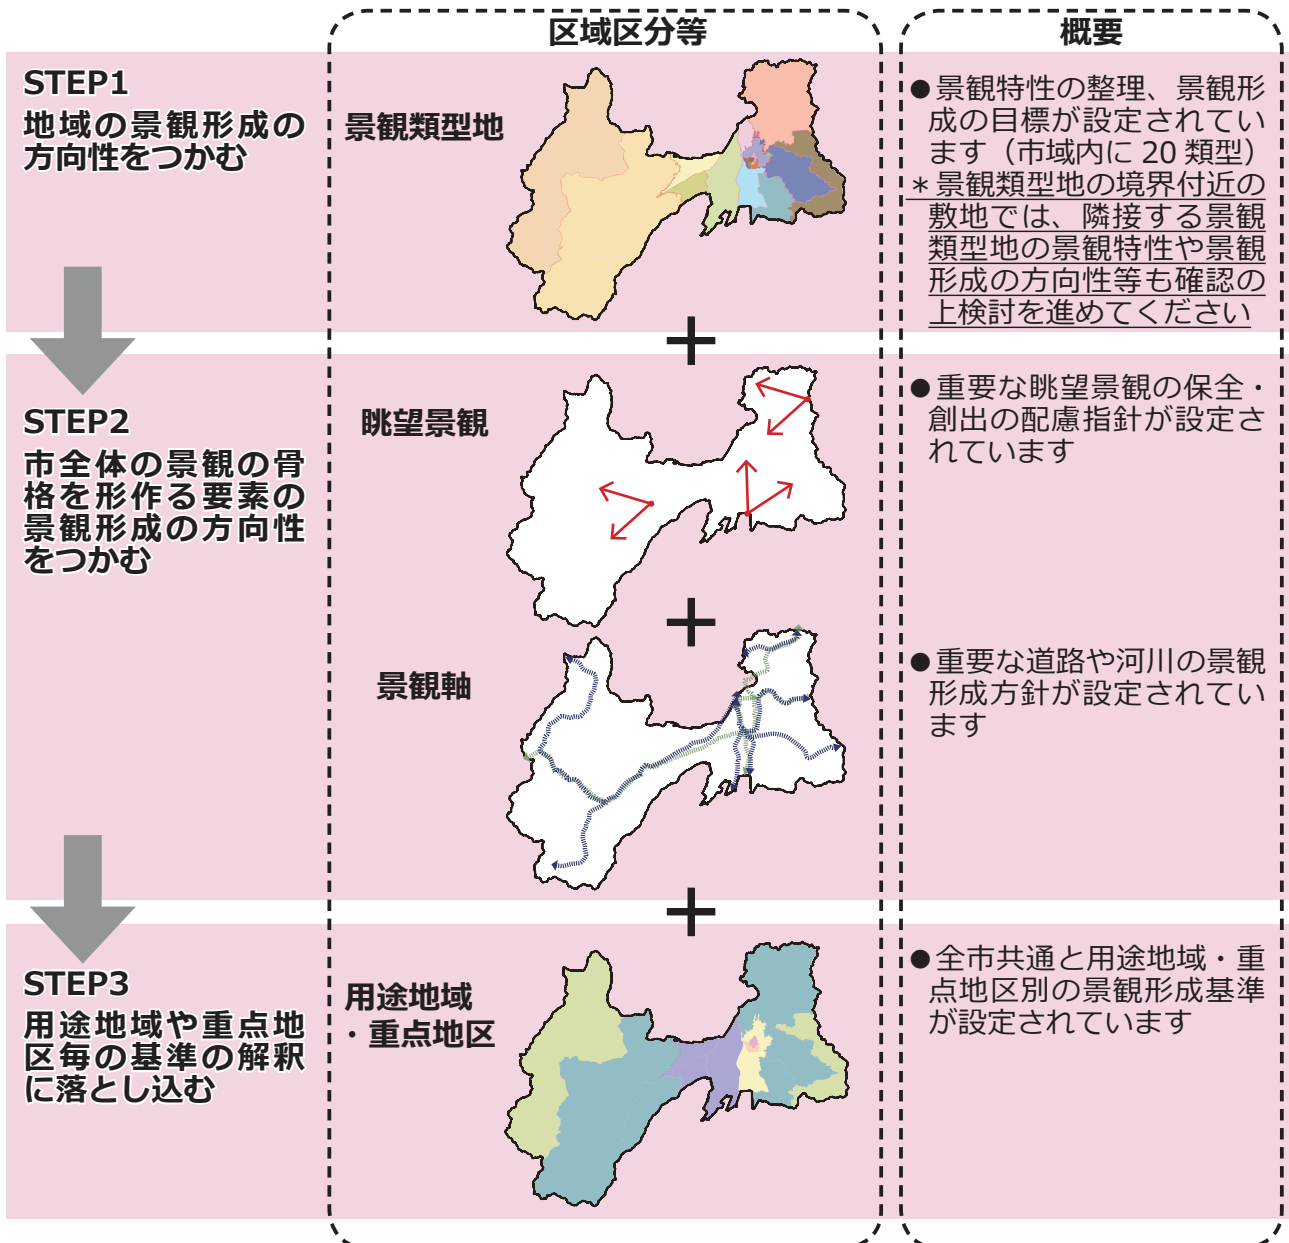 区域区分等
概要
STEP1
地域の景観形成の
方向性をつかむ
景観類型地
●景観特性の整理、景観形
成の目標が設定されてい
ます（市域内に 20 類型）
＊景観類型地の境界付近の
敷地では、隣接する景観
類型地の景観特性や景観
形成の方向性等も確認の
上検討を進めてください
+
STEP2
市全体の景観の骨
格を形作る要素の
景観形成の方向性
をつかむ
眺望景観
●重要な眺望景観の保全・
創出の配慮指針が設定さ
れています
+
景観軸
●重要な道路や河川の景観
形成方針が設定されてい
ます
+
STEP3
用途地域や重点地
区毎の基準の解釈
に落とし込む
用途地域
・重点地区
●全市共通と用途地域・重
点地区別の景観形成基準
が設定されています